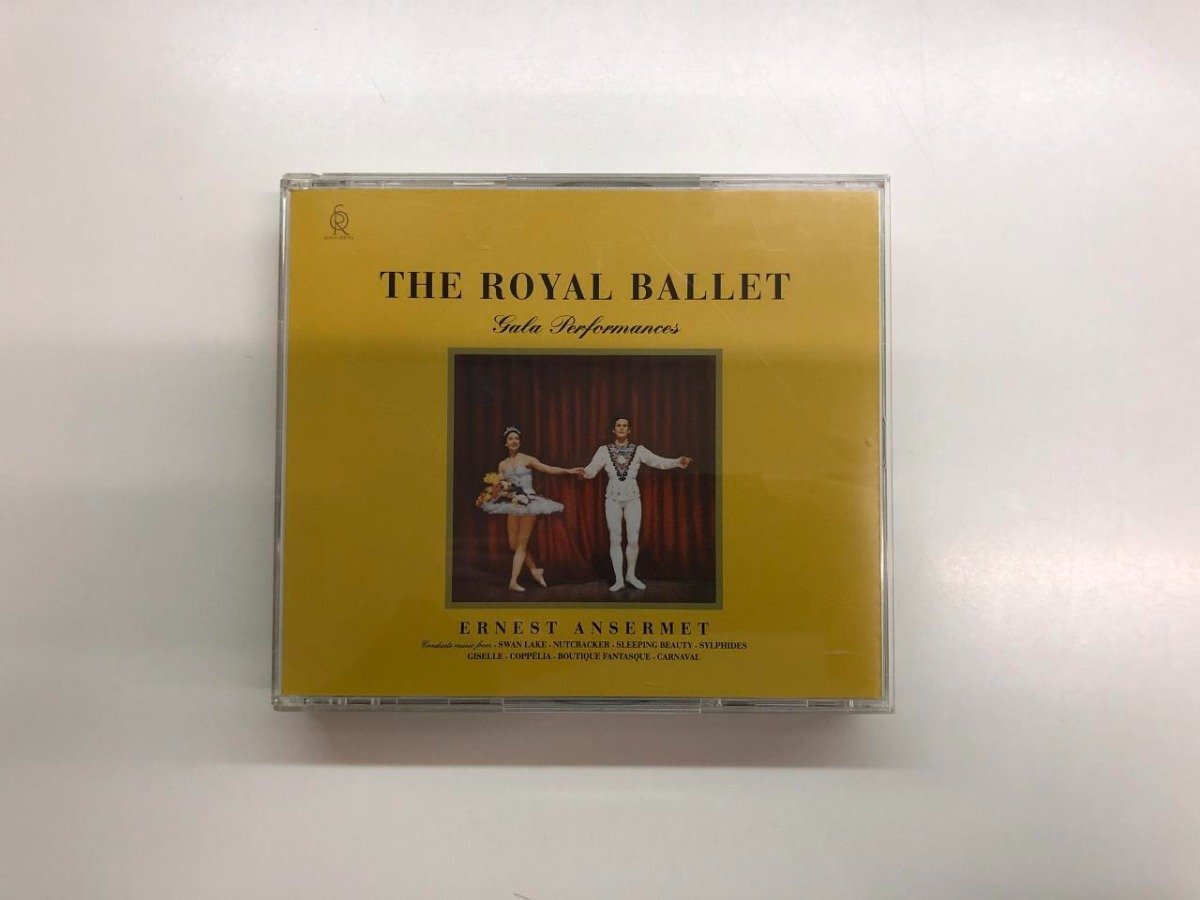 THE ROYAL BALLET
Gala Performances
ERNEST ANSERMET
Conducts music from · SWAN LAKE · NUTCRACKER · SLEEPING BEAUTY · SYLPHIDES
GISELLE · COPPÉLIA · BOUTIQUE FANTASQUE · CARNAVAL